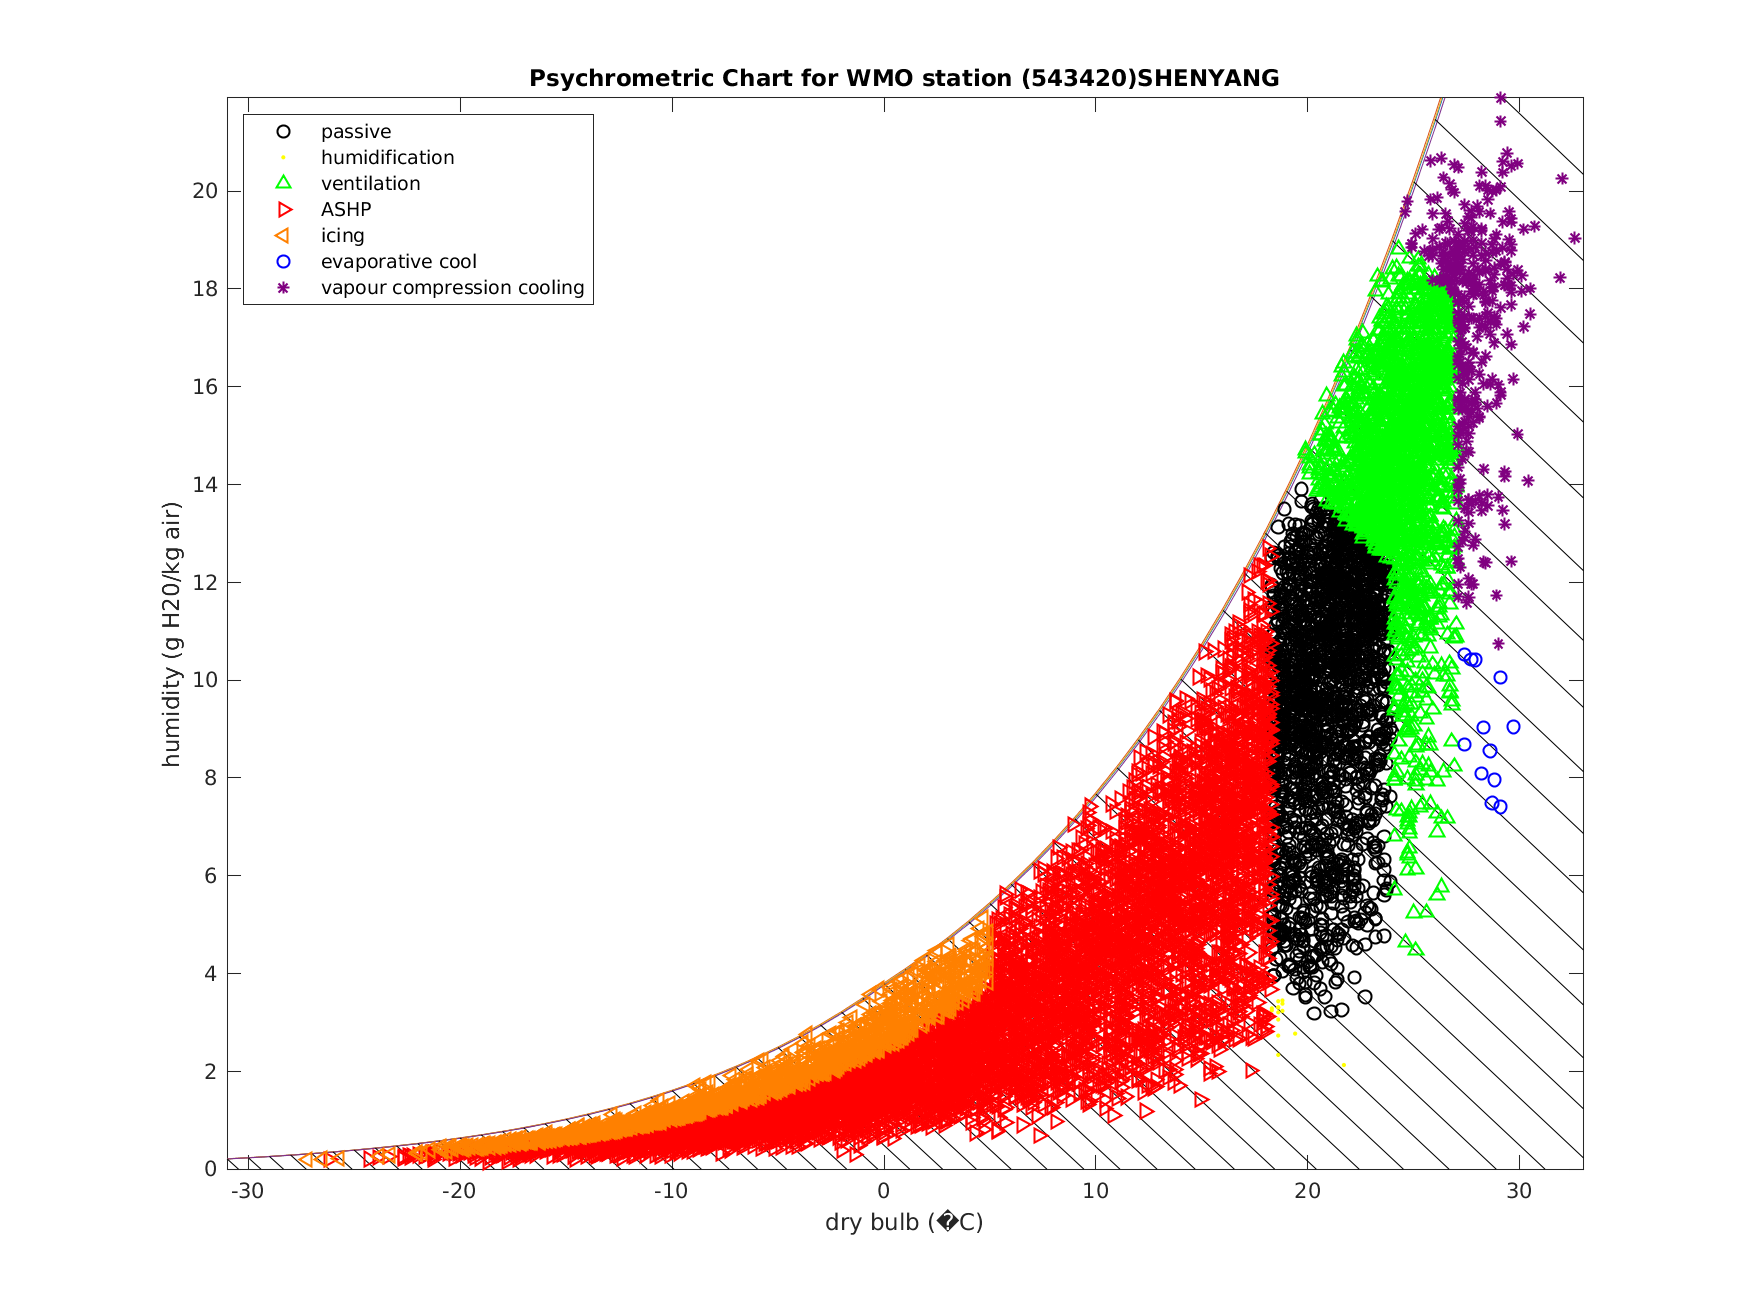 Psychrometric Chart for WMO station (543420)SHENYANG
passive
humidification
ventilation
ASHP
icing
evaporative cool
vapour compression cooling
humidity (g H20/kg air)
20
18
16
14
12
10
8
6
4
2
0
-30
-20
-10
0
10
20
30
dry bulb (�C)